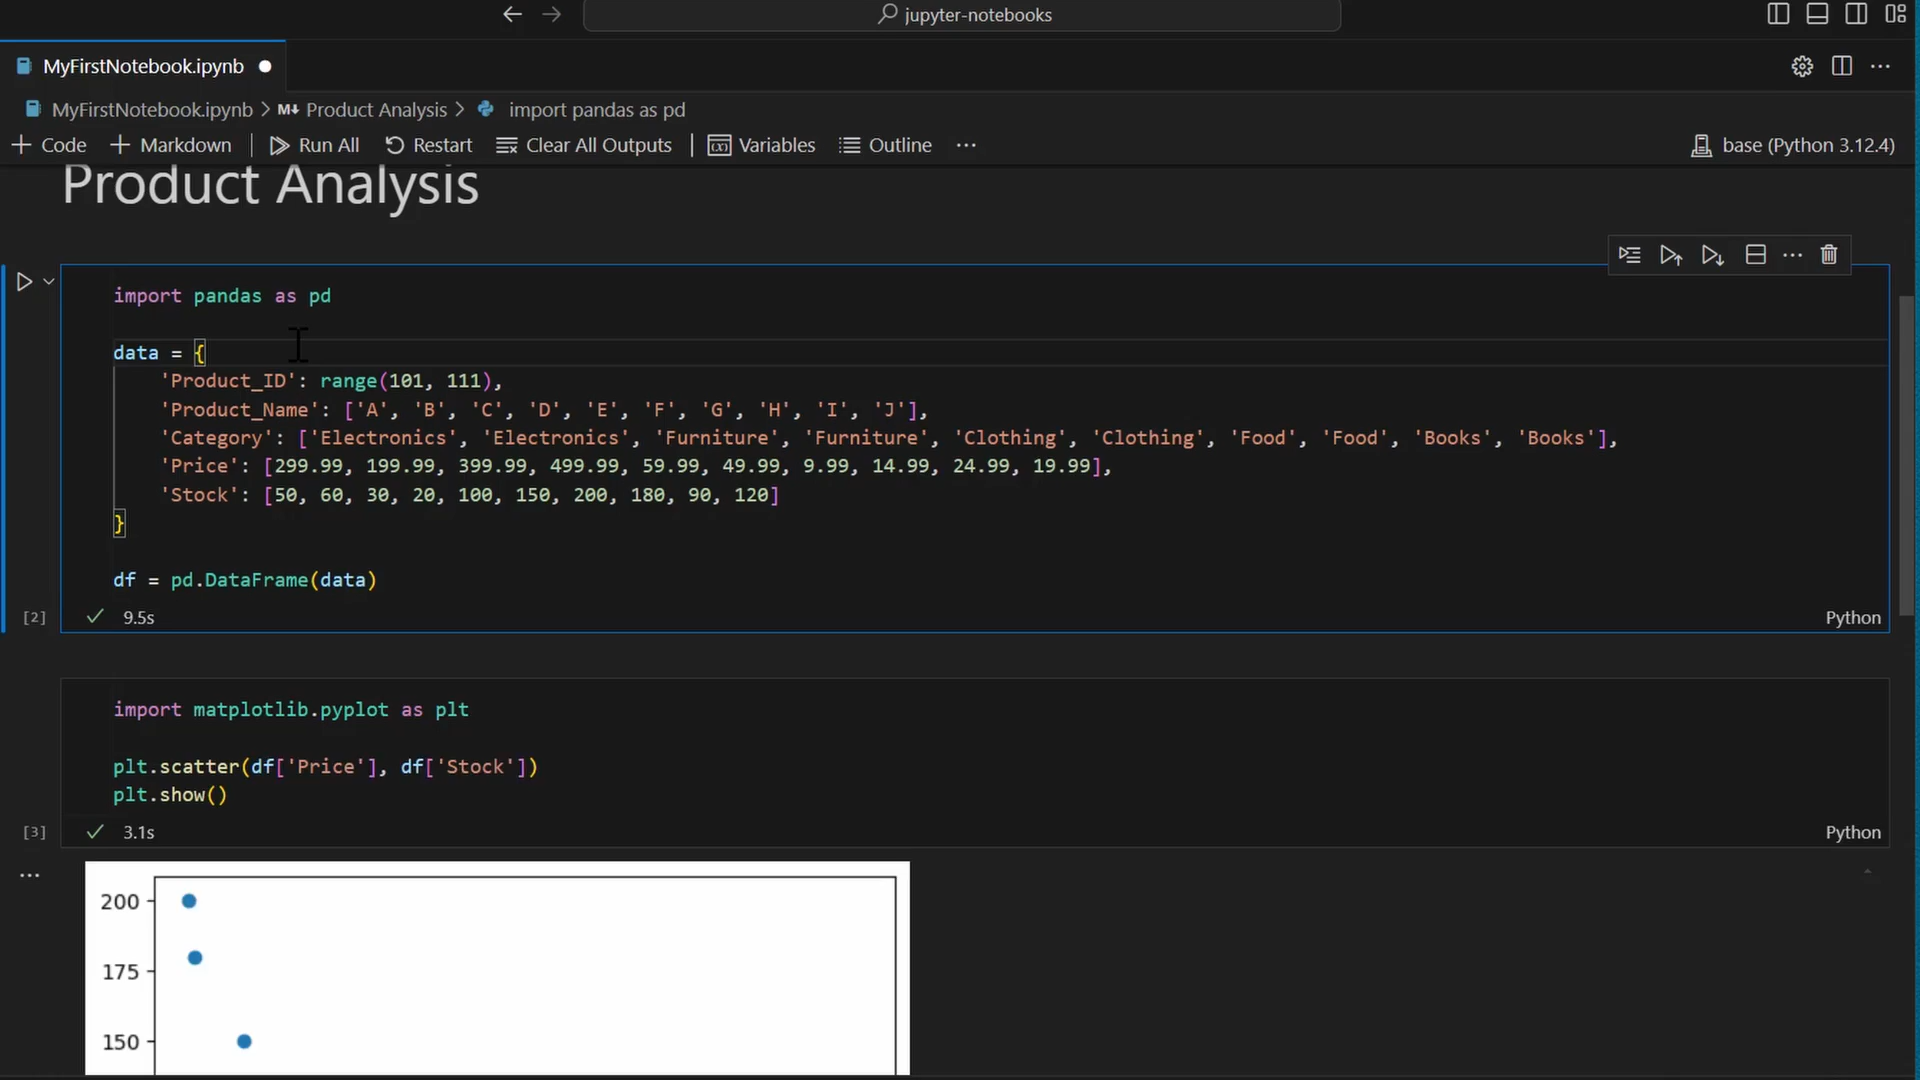 jupyter-notebooks
MyFirstNotebook.ipynb
MyFirstNotebook.ipynb > M↓ Product Analysis > import pandas as pd
+ Code + Markdown | Run All Restart Clear All Outputs | Variables Outline ... base (Python 3.12.4)
Product Analysis
import pandas as pd
data = {
    'Product_ID': range(101, 111),
    'Product_Name': ['A', 'B', 'C', 'D', 'E', 'F', 'G', 'H', 'I', 'J'],
    'Category': ['Electronics', 'Electronics', 'Furniture', 'Furniture', 'Clothing', 'Clothing', 'Food', 'Food', 'Books', 'Books'],
    'Price': [299.99, 199.99, 399.99, 499.99, 59.99, 49.99, 9.99, 14.99, 24.99, 19.99],
    'Stock': [50, 60, 30, 20, 100, 150, 200, 180, 90, 120]
}
df = pd.DataFrame(data)
[2] ✓ 9.5s Python
import matplotlib.pyplot as plt
plt.scatter(df['Price'], df['Stock'])
plt.show()
[3] ✓ 3.1s Python
...
200
175
150